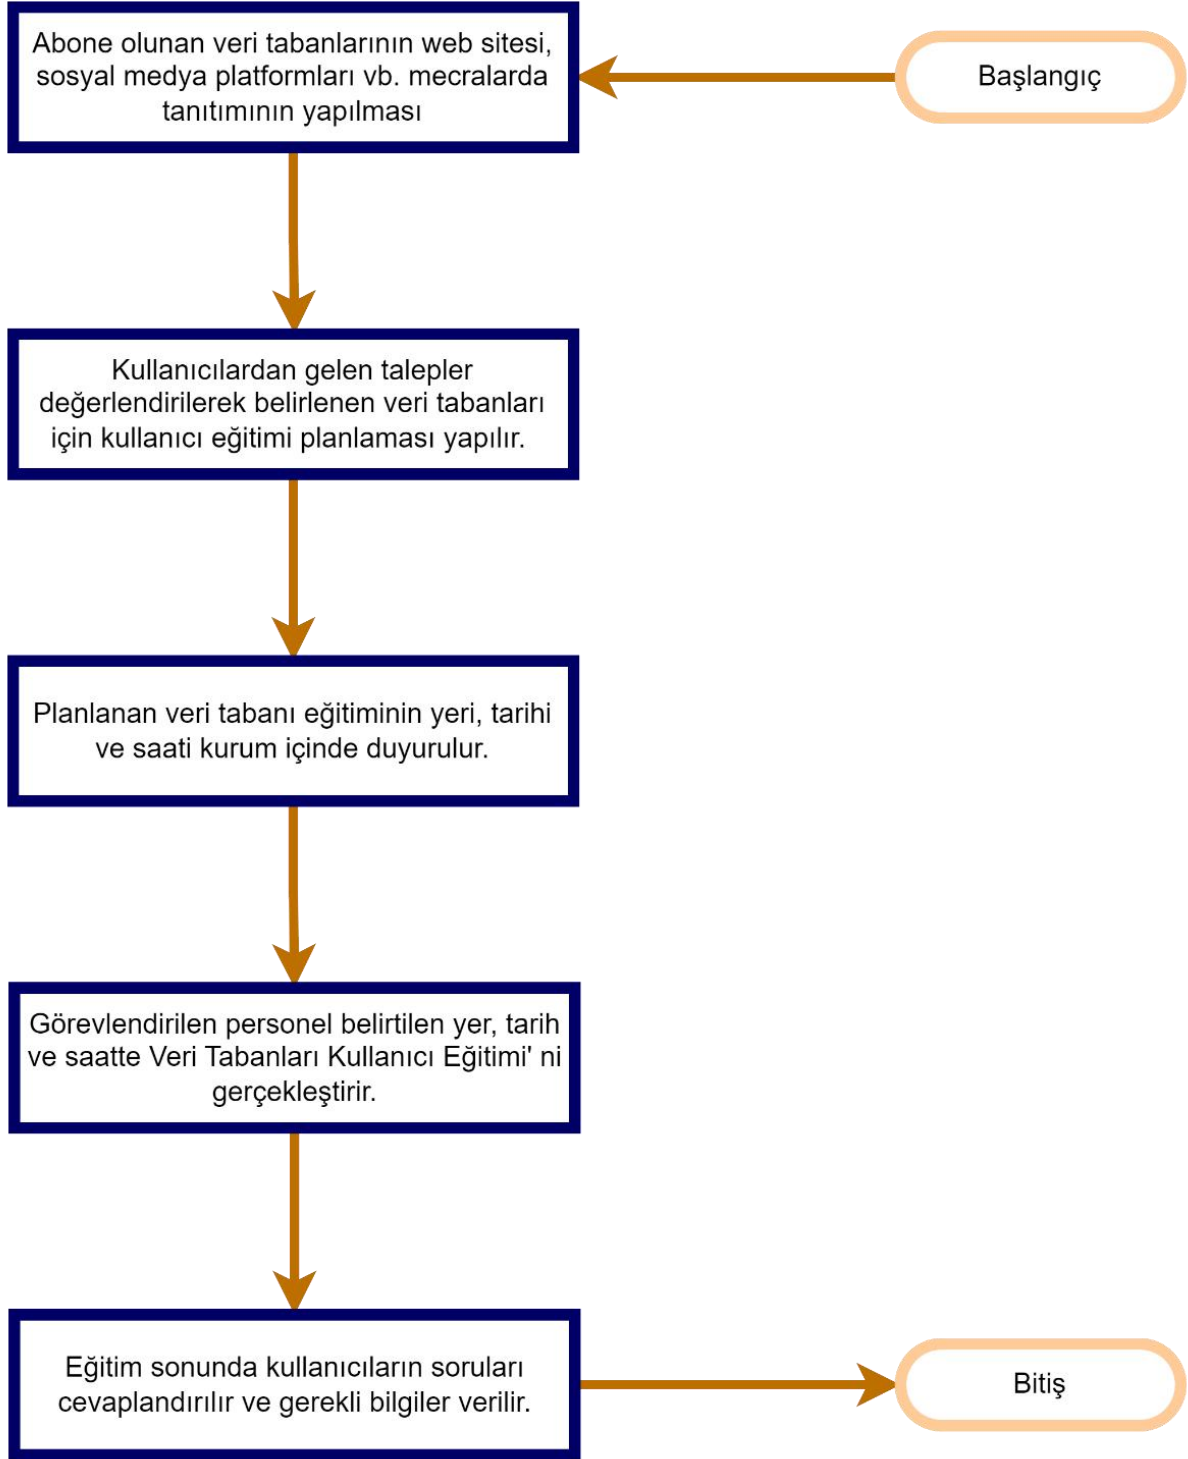 Başlangıç
Abone olunan veri tabanlarının web sitesi,
sosyal medya platformları vb. mecralarda
tanıtımının yapılması
Kullanıcılardan gelen talepler
değerlendirilerek belirlenen veri tabanları
için kullanıcı eğitimi planlaması yapılır.
Planlanan veri tabanı eğitiminin yeri, tarihi
ve saati kurum içinde duyurulur.
Görevlendirilen personel belirtilen yer, tarih
ve saatte Veri Tabanları Kullanıcı Eğitimi' ni
gerçekleştirir.
Eğitim sonunda kullanıcıların soruları
cevaplandırılır ve gerekli bilgiler verilir.
Bitiş